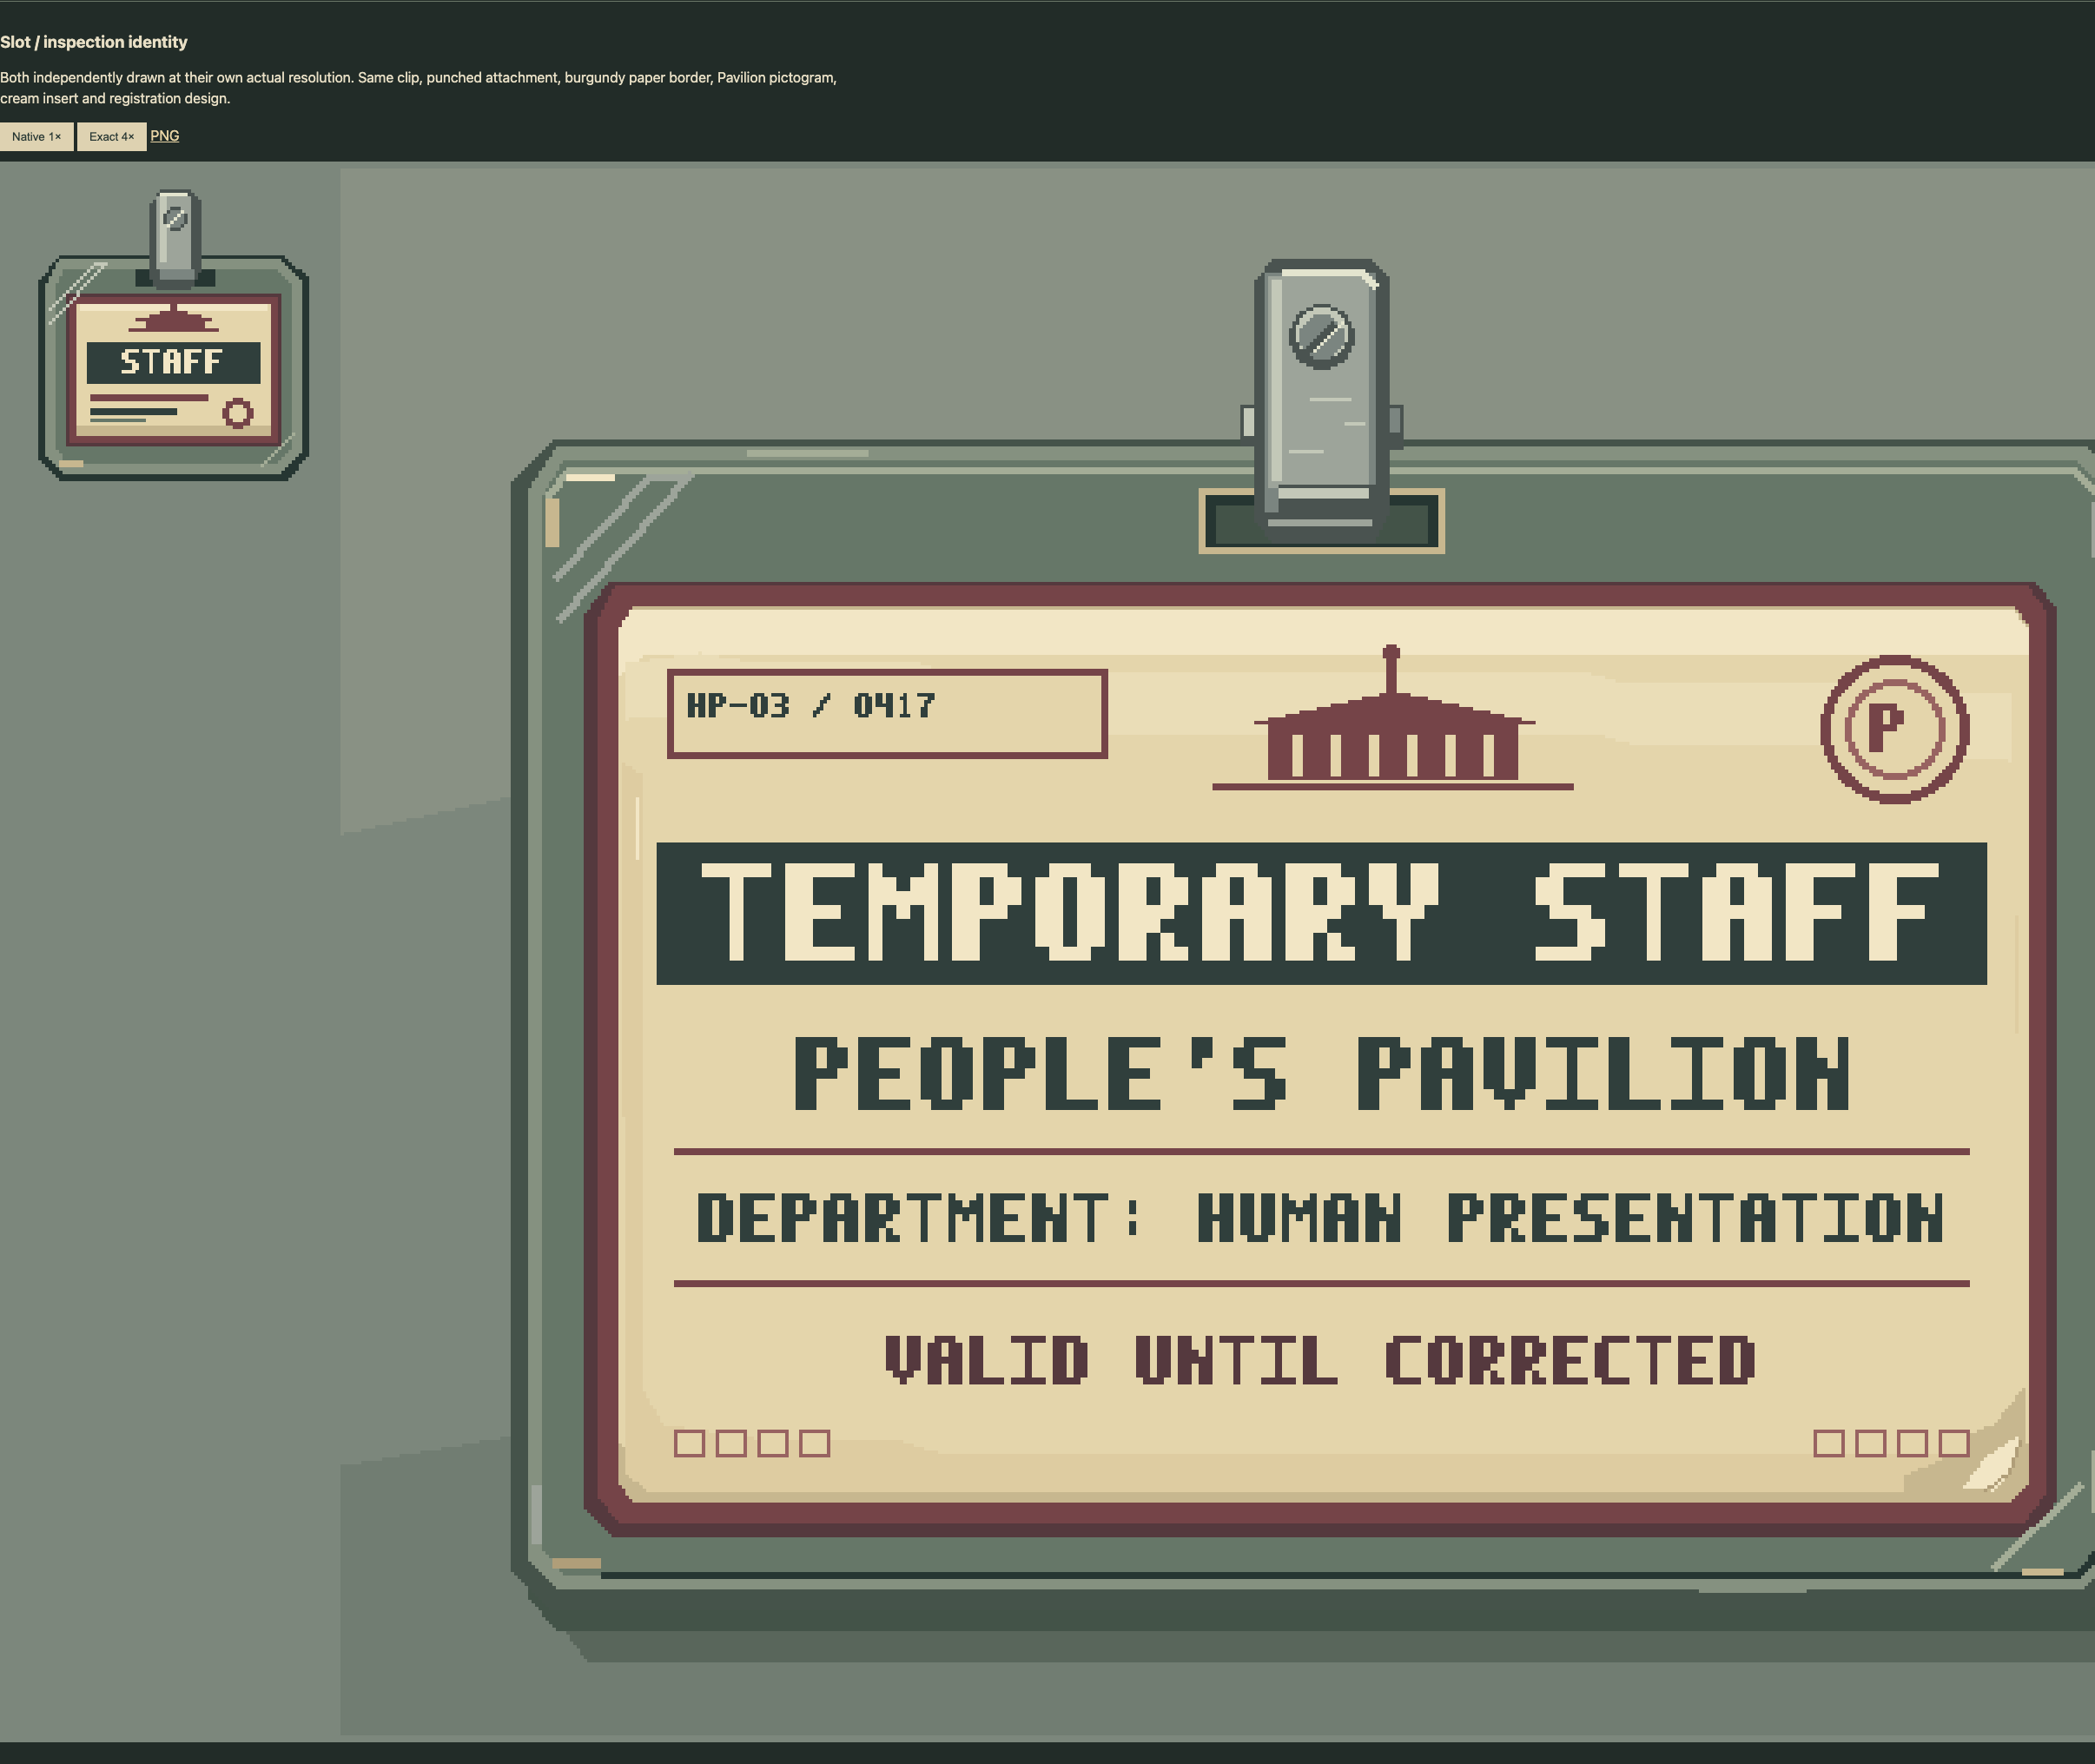 Slot / inspection identity
Both independently drawn at their own actual resolution. Same clip, punched attachment, burgundy paper border, Pavilion pictogram,
cream insert and registration design.
Native 1× Exact 4× PNG
STAFF
HP-03 / 0417
P
TEMPORARY STAFF
PEOPLE'S PAVILION
DEPARTMENT: HUMAN PRESENTATION
VALID UNTIL CORRECTED